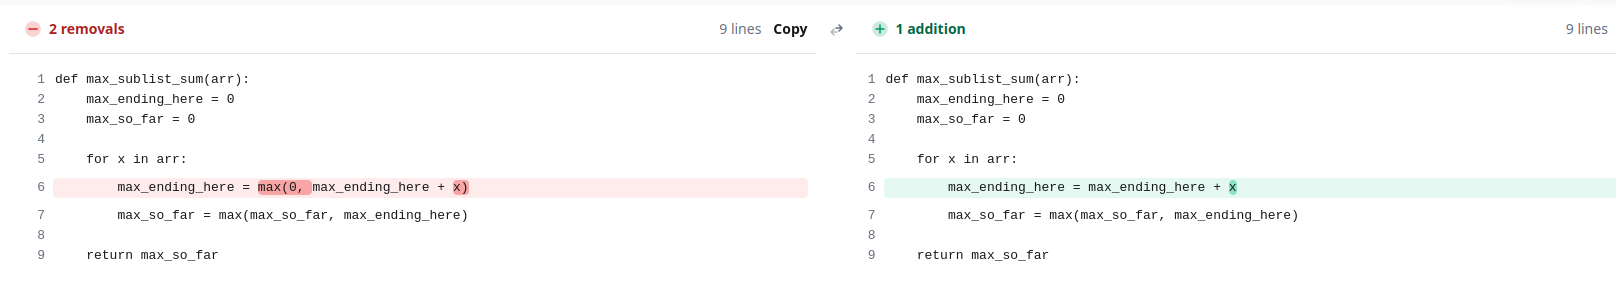 2 removals 9 lines Copy
1 def max_sublist_sum(arr):
2     max_ending_here = 0
3     max_so_far = 0
4
5     for x in arr:
6         max_ending_here = max(0, max_ending_here + x)
7         max_so_far = max(max_so_far, max_ending_here)
8
9     return max_so_far
1 addition 9 lines
1 def max_sublist_sum(arr):
2     max_ending_here = 0
3     max_so_far = 0
4
5     for x in arr:
6         max_ending_here = max_ending_here + x
7         max_so_far = max(max_so_far, max_ending_here)
8
9     return max_so_far